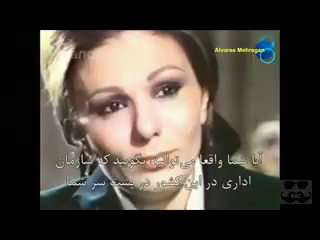 Alvares Mehregan
آیا شما واقعا می‌توانید بگویید که سازمان
اداری در این کشور در پشت سر شما